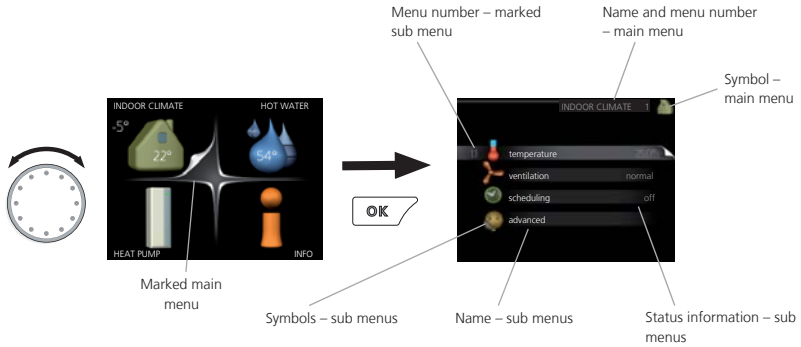 Menu number – marked
sub menu
Name and menu number
– main menu
Symbol –
main menu
INDOOR CLIMATE
HOT WATER
-5°
22°
54°
HEAT PUMP
INFO
OK
INDOOR CLIMATE 1
temperature
ventilation normal
scheduling off
advanced
Marked main
menu
Symbols – sub menus
Name – sub menus
Status information – sub
menus